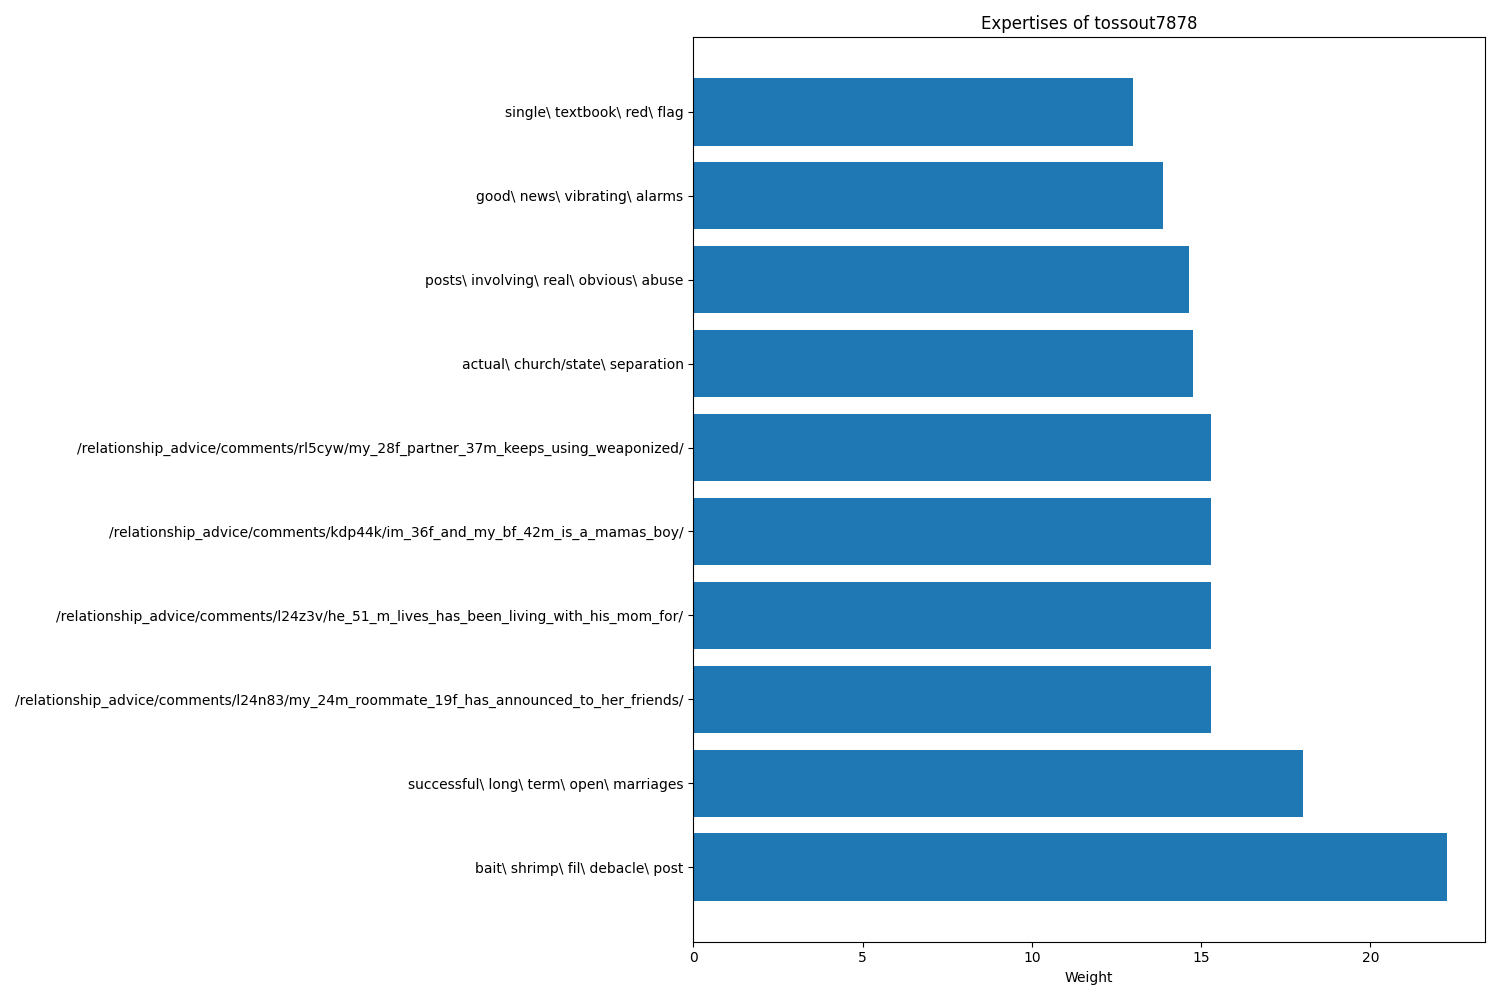 Expertises of tossout7878
single\ textbook\ red\ flag
good\ news\ vibrating\ alarms
posts\ involving\ real\ obvious\ abuse
actual\ church/state\ separation
/relationship_advice/comments/rl5cyw/my_28f_partner_37m_keeps_using_weaponized/
/relationship_advice/comments/kdp44k/im_36f_and_my_bf_42m_is_a_mamas_boy/
/relationship_advice/comments/l24z3v/he_51_m_lives_has_been_living_with_his_mom_for/
/relationship_advice/comments/l24n83/my_24m_roommate_19f_has_announced_to_her_friends/
successful\ long\ term\ open\ marriages
bait\ shrimp\ fil\ debacle\ post
0 5 10 15 20
Weight